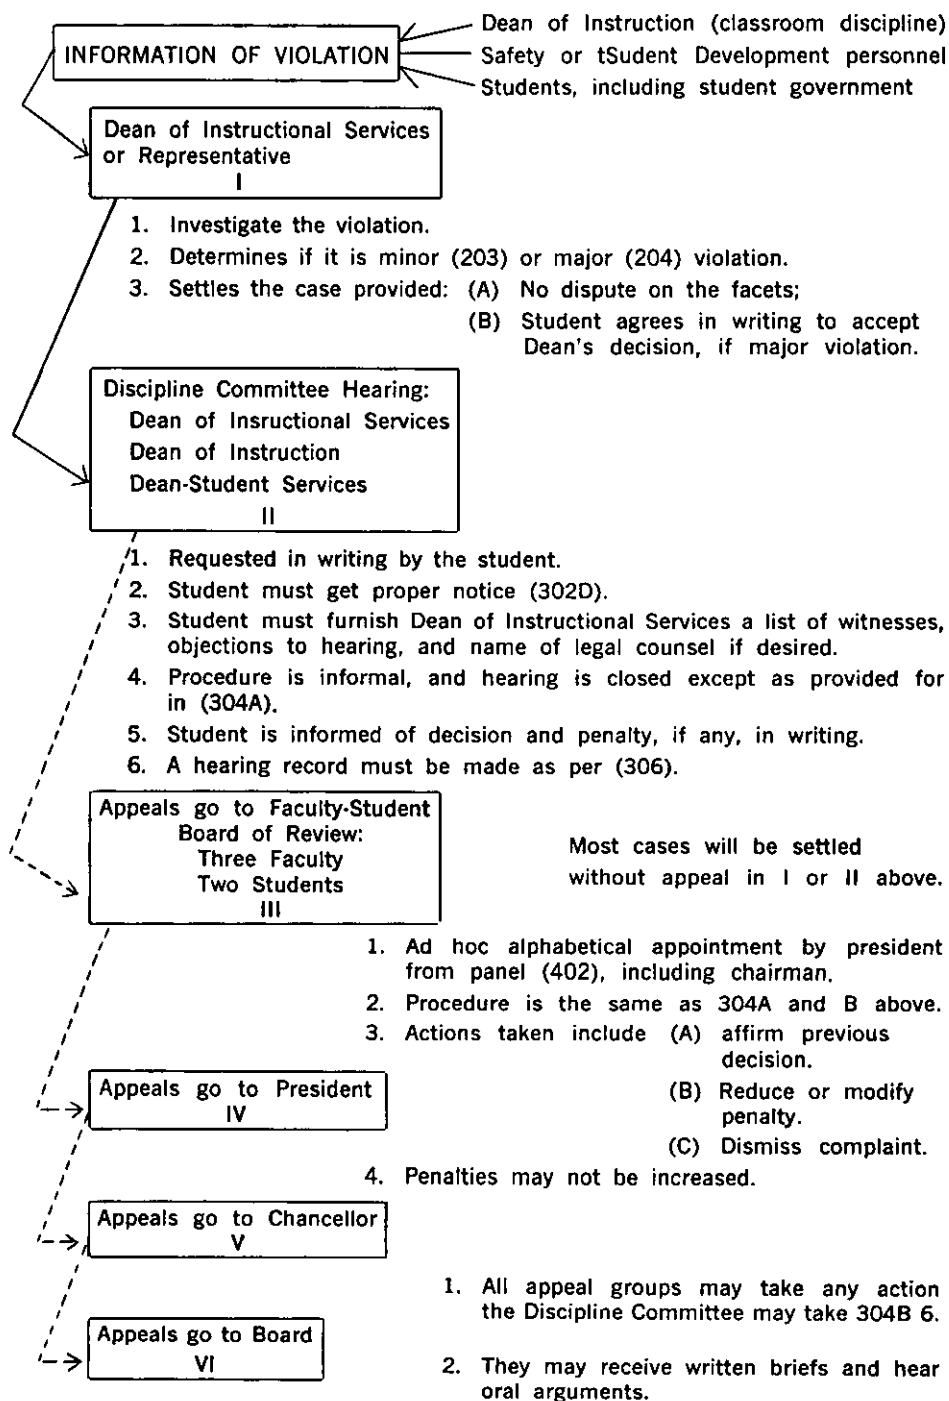 Dean of Instruction (classroom discipline)
INFORMATION OF VIOLATION
Safety or tSudent Development personnel
Students, including student government
Dean of Instructional Services
or Representative
I
1. Investigate the violation.
2. Determines if it is minor (203) or major (204) violation.
3. Settles the case provided: (A) No dispute on the facets;
(B) Student agrees in writing to accept
Dean's decision, if major violation.
Discipline Committee Hearing:
Dean of Insructional Services
Dean of Instruction
Dean-Student Services
II
1. Requested in writing by the student.
2. Student must get proper notice (302D).
3. Student must furnish Dean of Instructional Services a list of witnesses,
objections to hearing, and name of legal counsel if desired.
4. Procedure is informal, and hearing is closed except as provided for
in (304A).
5. Student is informed of decision and penalty, if any, in writing.
6. A hearing record must be made as per (306).
Appeals go to Faculty-Student
Board of Review:
Three Faculty
Two Students
III
Most cases will be settled
without appeal in I or II above.
1. Ad hoc alphabetical appointment by president
from panel (402), including chairman.
2. Procedure is the same as 304A and B above.
3. Actions taken include (A) affirm previous
decision.
(B) Reduce or modify
penalty.
(C) Dismiss complaint.
4. Penalties may not be increased.
Appeals go to President
IV
Appeals go to Chancellor
V
Appeals go to Board
VI
1. All appeal groups may take any action
the Discipline Committee may take 304B 6.
2. They may receive written briefs and hear
oral arguments.